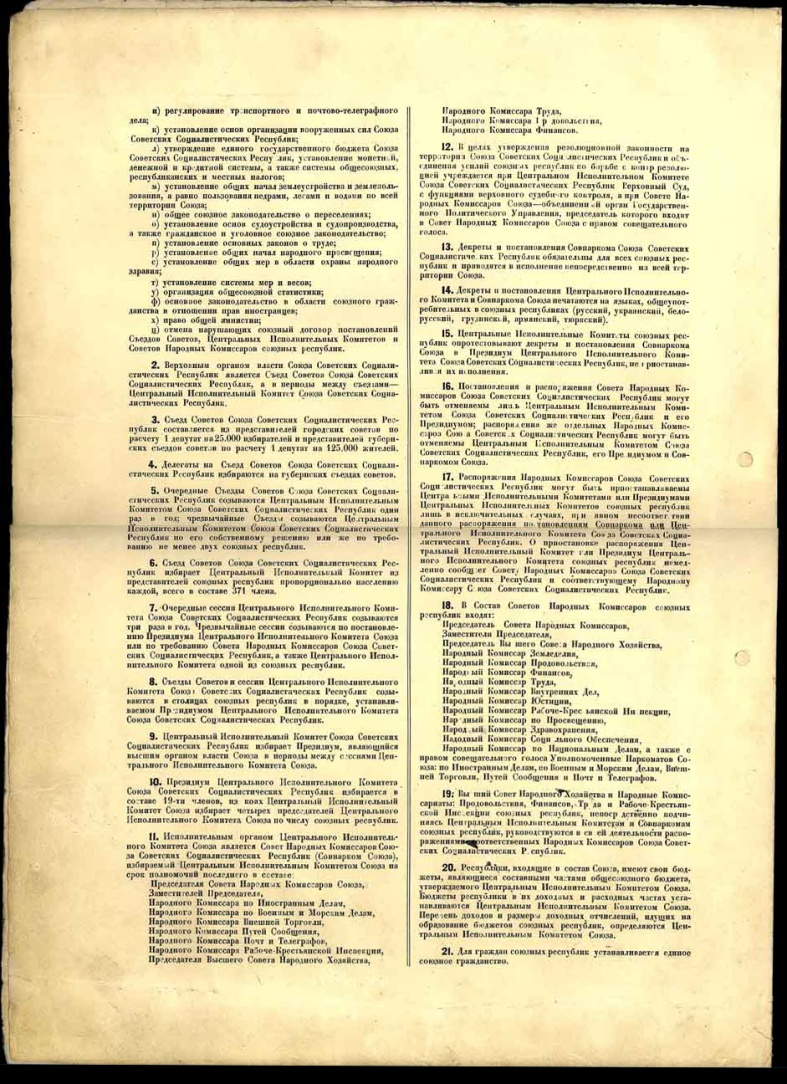 и) регулирование транспортного и почтово-телеграфного
дела;
к) установление основ организации вооруженных сил Союза
Советских Социалистических Республик;
л) утверждение единого государственного бюджета Союза
Советских Социалистических Респу лик, установление монетной,
денежной и кредитной системы, а также системы общесоюзных,
республиканских и местных налогов;
м) установление общих начал землеустройства и землеполь-
зования, а равно пользования недрами, лесами и водами по всей
территории Союза;
н) общее союзное законодательство о переселениях;
о) установление основ судоустройства и судопроизводства,
а также гражданское и уголовное союзное законодательство;
п) установление основных законов о труде;
р) установление общих начал народного просвещения;
с) установление общих мер в области охраны народного
здравия;
т) установление системы мер и весов;
у) организация общесоюзной статистики;
ф) основное законодательство в области союзного граж-
данства в отношении прав иностранцев;
х) право общей амнистии;
ц) отмена нарушающих союзный договор постановлений
Съездов Советов, Центральных Исполнительных Комитетов и
Советов Народных Комиссаров союзных республик.
2. Верховным органом власти Союза Советских Социали-
стических Республик является Съезд Советов Союза Советских
Социалистических Республик, а в периоды между съездами—
Центральный Исполнительный Комитет Союза Советских Социа-
листических Республик.
3. Съезд Советов Союза Советских Социалистических Рес-
публик составляется из представителей городских советов по
расчету 1 депутат на 25.000 избирателей и представителей губерн-
ских съездов советов по расчету 1 депутат на 125.000 жителей.
4. Делегаты на Съезд Советов Союза Советских Социали-
стических Республик избираются на губернских съездах советов.
5. Очередные Съезды Советов Союза Советских Социали-
стических Республик созываются Центральным Исполнительным
Комитетом Союза Советских Социалистических Республик один
раз в год; чрезвычайные Съезды созываются Центральным
Исполнительным Комитетом Союза Советских Социалистических
Республик по его собственному решению или же по требо-
ванию не менее двух союзных республик.
6. Съезд Советов Союза Советских Социалистических Рес-
публик избирает Центральный Исполнительный Комитет из
представителей союзных республик пропорционально населению
каждой, всего в составе 371 члена.
7. Очередные сессии Центрального Исполнительного Коми-
тета Союза Советских Социалистических Республик созываются
три раза в год. Чрезвычайные сессии созываются по постановле-
нию Президиума Центрального Исполнительного Комитета Союза
или по требованию Совета Народных Комиссаров Союза Совет-
ских Социалистических Республик, а также Центрального Испол-
нительного Комитета одной из союзных республик.
8. Съезды Советов и сессии Центрального Исполнительного
Комитета Союза Советских Социалистических Республик созы-
ваются в столицах союзных республик в порядке, устанавли-
ваемом Президиумом Центрального Исполнительного Комитета
Союза Советских Социалистических Республик.
9. Центральный Исполнительный Комитет Союза Советских
Социалистических Республик избирает Президиум, являющийся
высшим органом власти Союза в периоды между сессиями Цен-
трального Исполнительного Комитета Союза.
10. Президиум Центрального Исполнительного Комитета
Союза Советских Социалистических Республик избирается в
составе 19-ти членов, из коих Центральный Исполнительный
Комитет Союза избирает четырех председателей Центрального
Исполнительного Комитета Союза по числу союзных республик.
11. Исполнительным органом Центрального Исполнитель-
ного Комитета Союза является Совет Народных Комиссаров Сою-
за Советских Социалистических Республик (Совнарком Союза),
избираемый Центральным Исполнительным Комитетом Союза на
срок полномочий последнего в составе:
Председателя Совета Народных Комиссаров Союза,
Заместителей Председателя,
Народного Комиссара по Иностранным Делам,
Народного Комиссара по Военным и Морским Делам,
Народного Комиссара Внешней Торговли,
Народного Комиссара Путей Сообщения,
Народного Комиссара Почт и Телеграфов,
Народного Комиссара Рабоче-Крестьянской Инспекции,
Председателя Высшего Совета Народного Хозяйства,
Народного Комиссара Труда,
Народного Комиссара Пр довольствия,
Народного Комиссара Финансов.
12. В целях утверждения революционной законности на
территории Союза Советских Социалистических Республик и объ-
единения усилий союзных республик по борьбе с контр револю-
цией учреждается при Центральном Исполнительном Комитете
Союза Советских Социалистических Республик Верховный Суд,
с функциями верховного судебного контроля, а при Совете На-
родных Комиссаров Союза—объединенный орган Государствен-
ного Политического Управления, председатель которого входит
в Совет Народных Комиссаров Союза с правом совещательного
голоса.
13. Декреты и постановления Совнаркома Союза Советских
Социалистических Республик обязательны для всех союзных рес-
публик и приводятся в исполнение непосредственно на всей тер-
ритории Союза.
14. Декреты и постановления Центрального Исполнительно-
го Комитета и Совнаркома Союза печатаются на языках, общеупот-
ребительных в союзных республиках (русский, украинский, бело-
русский, грузинский, армянский, тюркский).
15. Центральные Исполнительные Комитеты союзных рес-
публик опротестовывают декреты и постановления Совнаркома
Союза в Президиум Центрального Исполнительного Коми-
тета Союза Советских Социалистических Республик, не приостанав-
ливая их исполнения.
16. Постановления и распоряжения Совета Народных Ко-
миссаров Союза Советских Социалистических Республик могут
быть отменяемы лишь Центральным Исполнительным Коми-
тетом Союза Советских Социалистических Республик и его
Президиумом; распоряжения же отдельных Народных Комис-
саров Союза Советских Социалистических Республик могут быть
отменяемы Центральным Исполнительным Комитетом Союза
Советских Социалистических Республик, его Президиумом и Сов-
наркомом Союза.
17. Распоряжения Народных Комиссаров Союза Советских
Социалистических Республик могут быть приостанавливаемы
Центральными Исполнительными Комитетами или Президиумами
Центральных Исполнительных Комитетов союзных республик
лишь в исключительных случаях, при явном несоответствии
данного распоряжения постановлениям Совнаркома или Цен-
трального Исполнительного Комитета Союза Советских Социа-
листических Республик. О приостановке распоряжения Цен-
тральный Исполнительный Комитет или Президиум Централь-
ного Исполнительного Комитета союзных республик немед-
ленно сообщает Совету Народных Комиссаров Союза Советских
Социалистических Республик и соответствующему Народному
Комиссару Союза Советских Социалистических Республик.
18. В Состав Советов Народных Комиссаров союзных
республик входят:
Председатель Совета Народных Комиссаров,
Заместители Председателя,
Председатель Высшего Совета Народного Хозяйства,
Народный Комиссар Земледелия,
Народный Комиссар Продовольствия,
Народный Комиссар Финансов,
Народный Комиссар Труда,
Народный Комиссар Внутренних Дел,
Народный Комиссар Юстиции,
Народный Комиссар Рабоче-Крестьянской Инспекции,
Народный Комиссар по Просвещению,
Народный Комиссар Здравохранения,
Народный Комиссар Социального Обеспечения,
Народный Комиссар по Национальным Делам, а также с
правом совещательного голоса Уполномоченные Наркоматов Со-
юза: по Иностранным Делам, по Военным и Морским Делам, Внеш-
ней Торговли, Путей Сообщения и Почт и Телеграфов.
19. Высший Совет Народного Хозяйства и Народные Комис-
сариаты: Продовольствия, Финансов, Труда и Рабоче-Крестьян-
ской Инспекции союзных республик, непосредственно подчи-
няясь Центральным Исполнительным Комитетам и Совнаркомам
союзных республик, руководствуются в своей деятельности распо-
ряжениями соответственных Народных Комиссаров Союза Совет-
ских Социалистических Республик.
20. Республики, входящие в состав Союза, имеют свои бюд-
жеты, являющиеся составными частями общесоюзного бюджета,
утверждаемого Центральным Исполнительным Комитетом Союза.
Бюджеты республик в их доходных и расходных частях уста-
навливаются Центральным Исполнительным Комитетом Союза.
Перечень доходов и размеры доходных отчислений, идущих на
образование бюджетов союзных республик, определяются Цен-
тральным Исполнительным Комитетом Союза.
21. Для граждан союзных республик устанавливается единое
союзное гражданство.